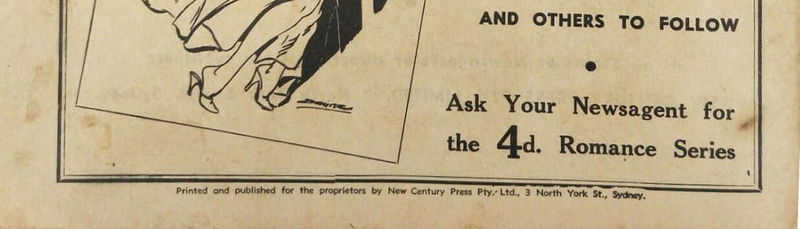 AND OTHERS TO FOLLOW
•
Ask Your Newsagent for
the 4d. Romance Series
Printed and published for the proprietors by New Century Press Pty. Ltd., 3 North York St., Sydney.